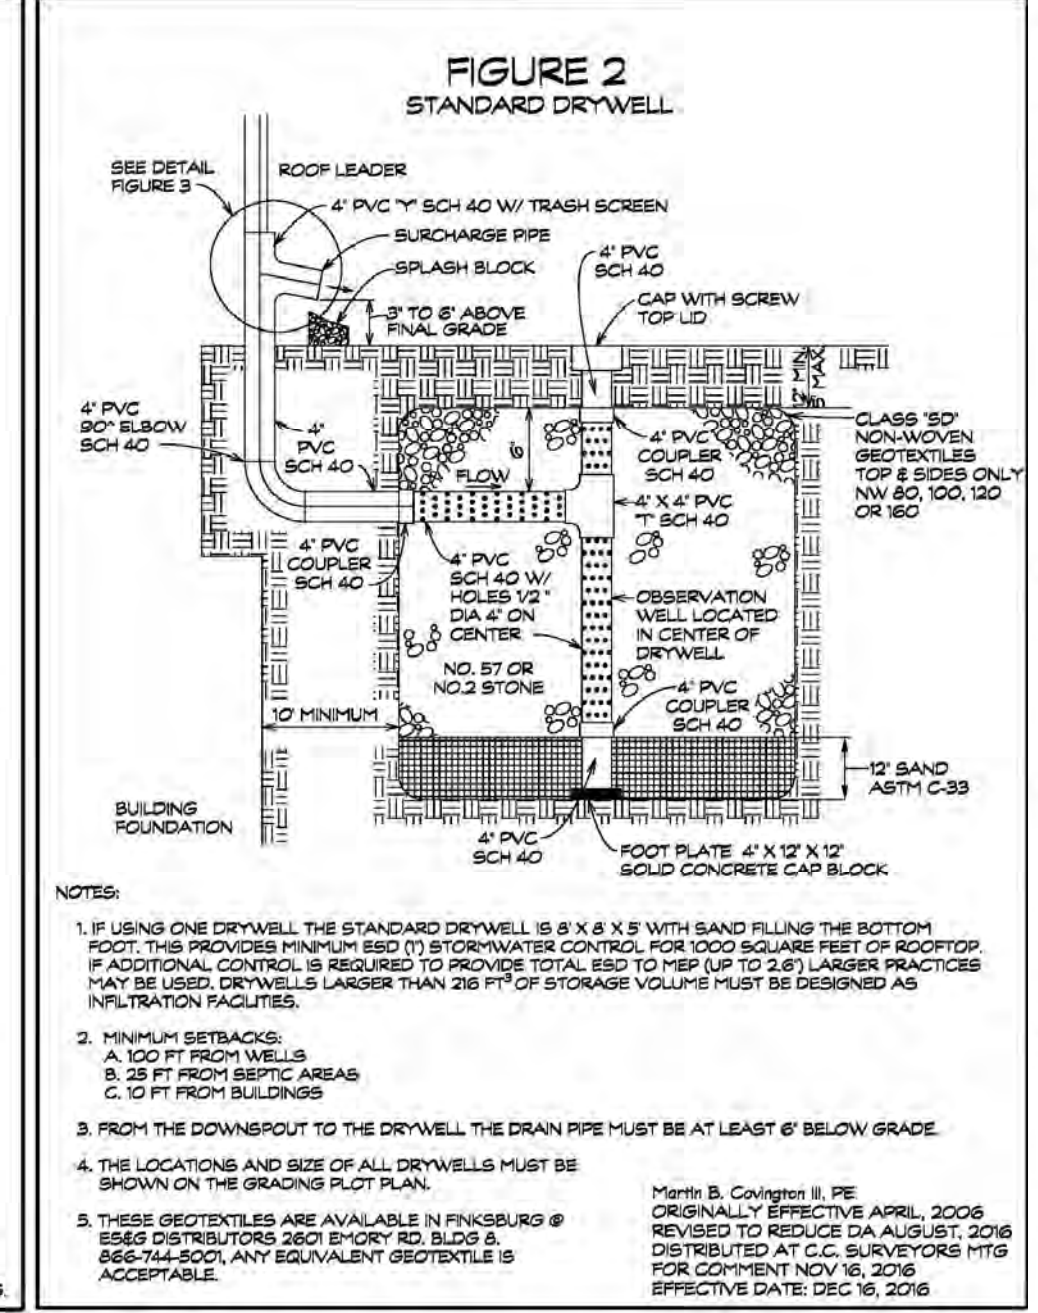 FIGURE 2
STANDARD DRYWELL
SEE DETAIL
FIGURE 3
ROOF LEADER
4" PVC "Y" SCH 40 W/ TRASH SCREEN
SURCHARGE PIPE
SPLASH BLOCK
3" TO 6" ABOVE
FINAL GRADE
4" PVC
SCH 40
CAP WITH SCREW
TOP LID
12" MIN
5' MAX.
4" PVC
90° ELBOW
SCH 40
4"
PVC
SCH 40
6"
FLOW
4" PVC
COUPLER
SCH 40
CLASS "SD"
NON-WOVEN
GEOTEXTILES
TOP & SIDES ONLY
NW 80, 100, 120
OR 160
4" X 4" PVC
"T" SCH 40
4" PVC
COUPLER
SCH 40
4" PVC
SCH 40 W/
HOLES 1/2"
DIA 4" ON
CENTER
OBSERVATION
WELL LOCATED
IN CENTER OF
DRYWELL
NO. 57 OR
NO.2 STONE
4" PVC
COUPLER
SCH 40
10' MINIMUM
12" SAND
ASTM C-33
BUILDING
FOUNDATION
4" PVC
SCH 40
FOOT PLATE 4" X 12" X 12"
SOLID CONCRETE CAP BLOCK
NOTES:
1. IF USING ONE DRYWELL THE STANDARD DRYWELL IS 8' X 8' X 5' WITH SAND FILLING THE BOTTOM
FOOT. THIS PROVIDES MINIMUM ESD (1") STORMWATER CONTROL FOR 1000 SQUARE FEET OF ROOFTOP.
IF ADDITIONAL CONTROL IS REQUIRED TO PROVIDE TOTAL ESD TO MEP (UP TO 2.6") LARGER PRACTICES
MAY BE USED. DRYWELLS LARGER THAN 216 FT³ OF STORAGE VOLUME MUST BE DESIGNED AS
INFILTRATION FACILITIES.
2. MINIMUM SETBACKS:
A. 100 FT FROM WELLS
B. 25 FT FROM SEPTIC AREAS
C. 10 FT FROM BUILDINGS
3. FROM THE DOWNSPOUT TO THE DRYWELL THE DRAIN PIPE MUST BE AT LEAST 6" BELOW GRADE.
4. THE LOCATIONS AND SIZE OF ALL DRYWELLS MUST BE
SHOWN ON THE GRADING PLOT PLAN.
5. THESE GEOTEXTILES ARE AVAILABLE IN FINKSBURG @
ES&G DISTRIBUTORS 2601 EMORY RD. BLDG 8.
866-744-5001, ANY EQUIVALENT GEOTEXTILE IS
ACCEPTABLE.
Martin B. Covington III, PE
ORIGINALLY EFFECTIVE APRIL, 2006
REVISED TO REDUCE DA AUGUST, 2016
DISTRIBUTED AT C.C. SURVEYORS MTG
FOR COMMENT NOV 16, 2016
EFFECTIVE DATE: DEC 16, 2016